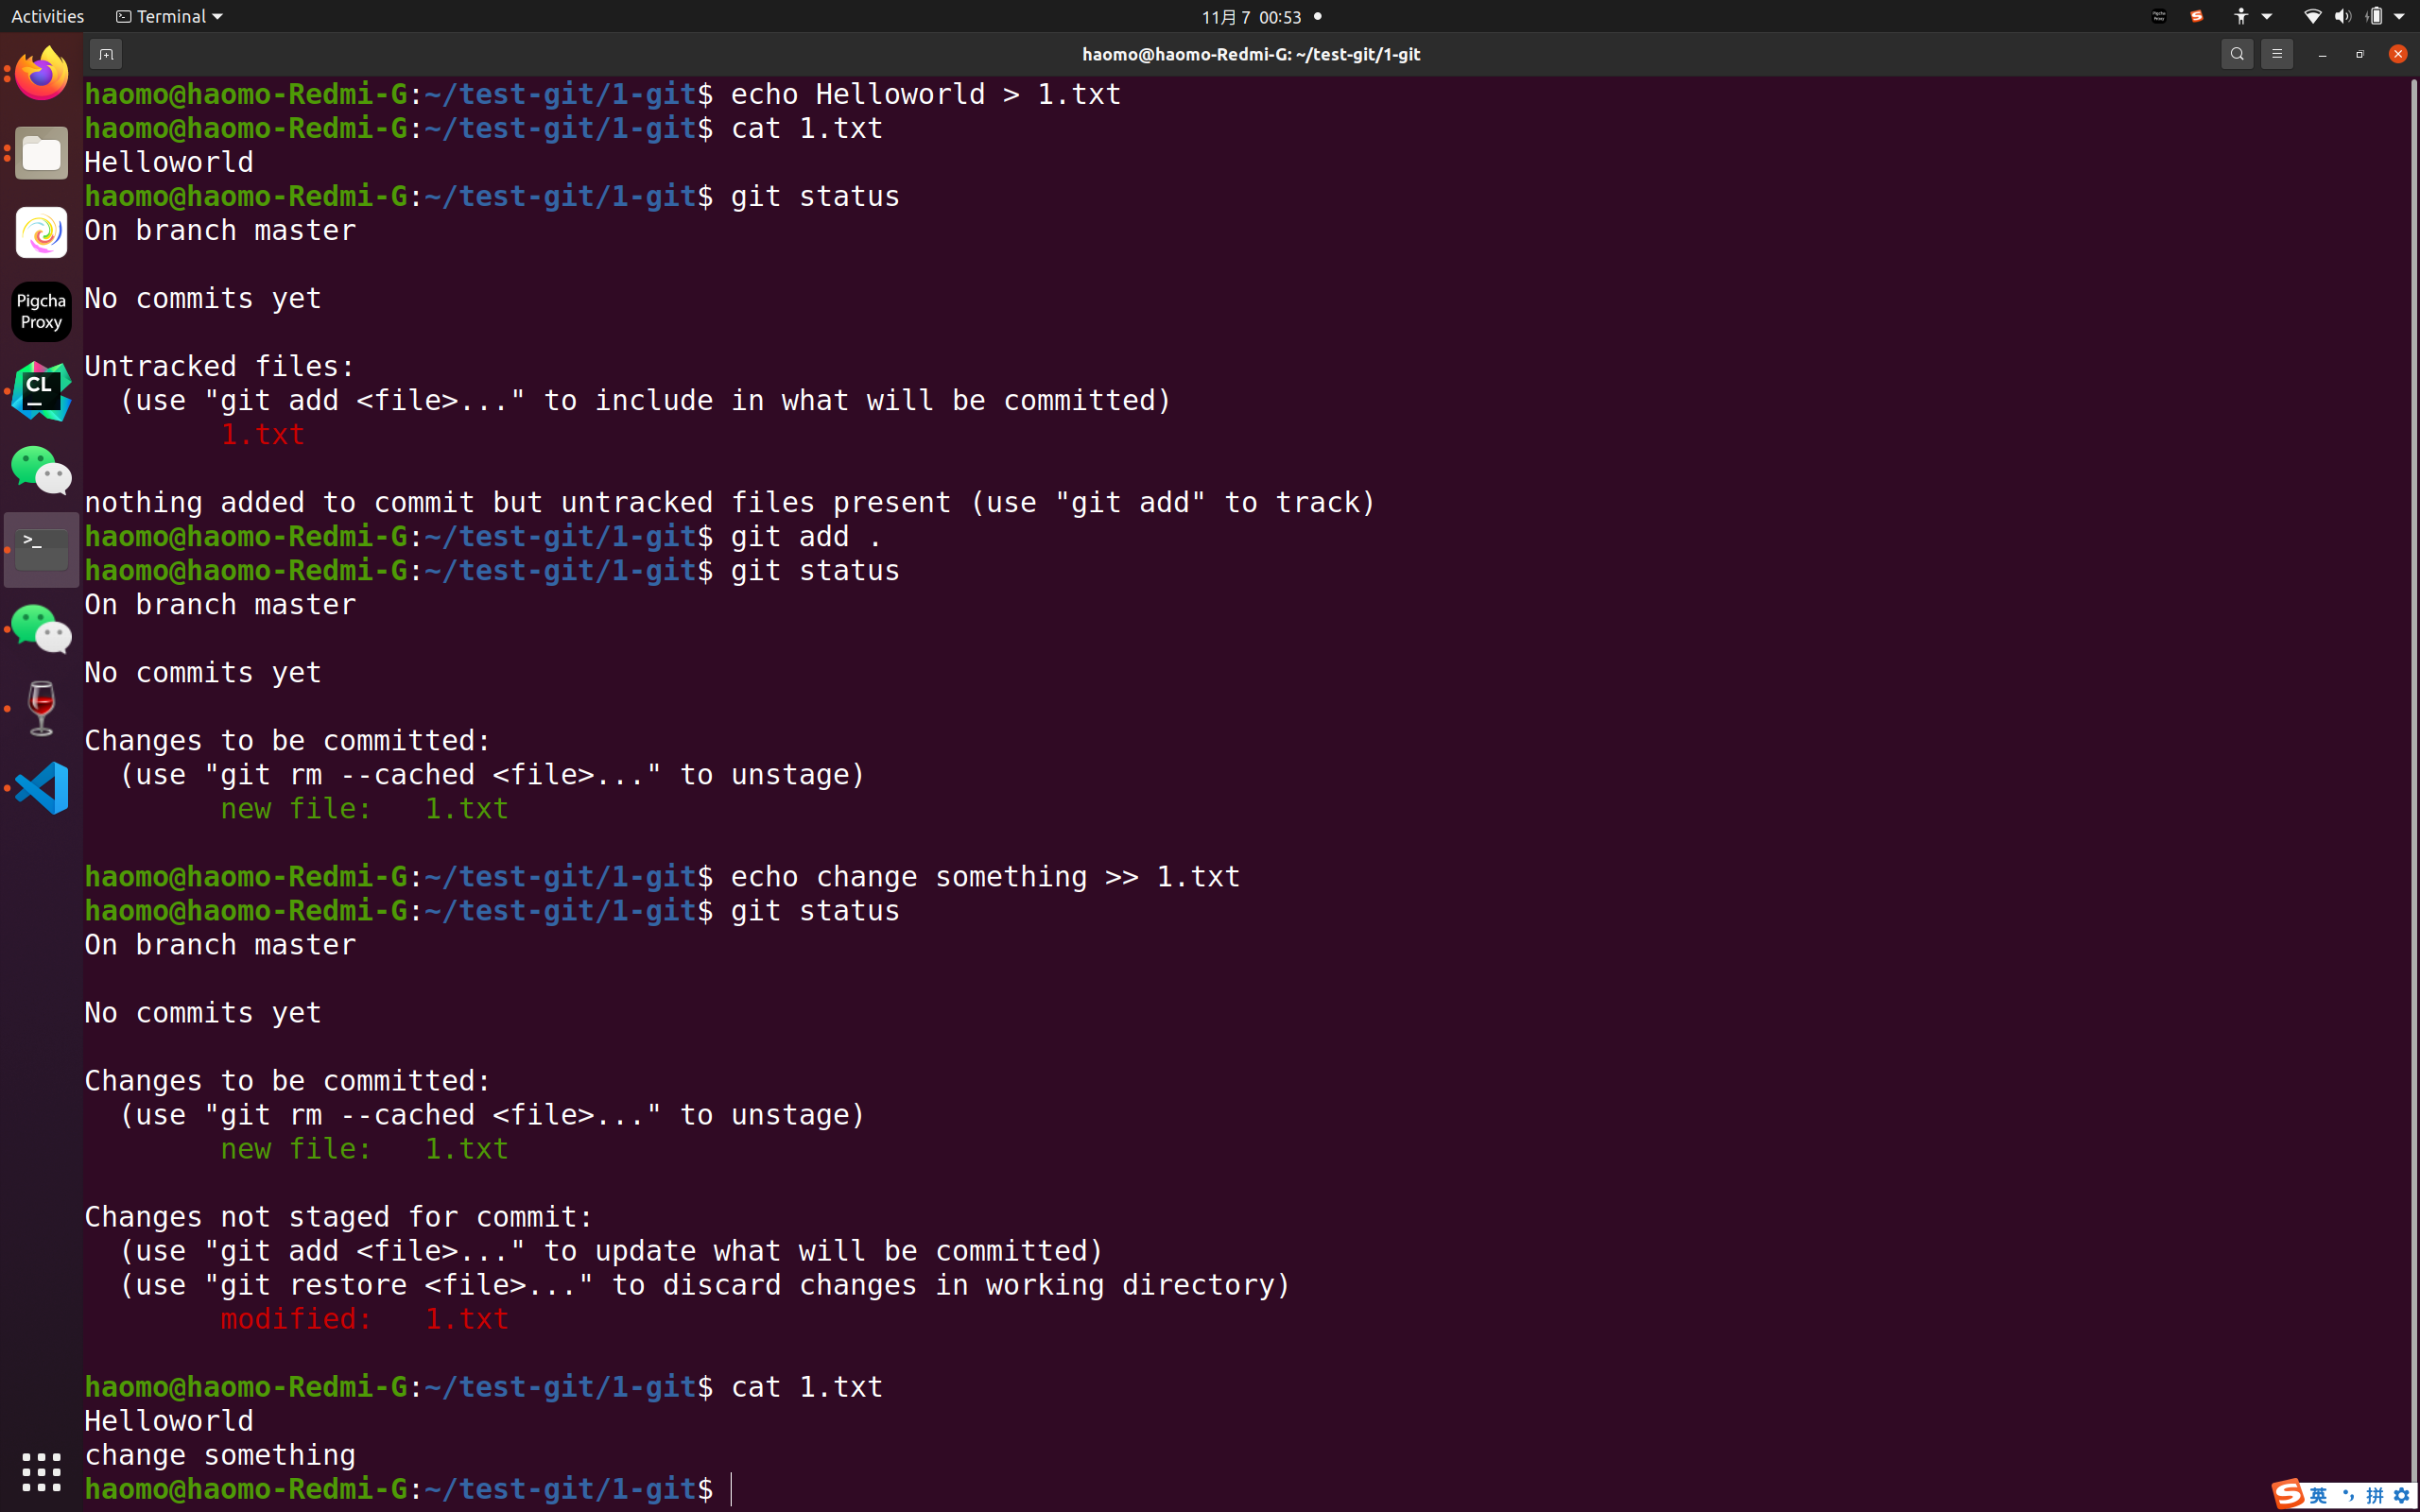 Activities
Terminal
11月 7 00:53
haomo@haomo-Redmi-G: ~/test-git/1-git
haomo@haomo-Redmi-G:~/test-git/1-git$ echo Helloworld > 1.txt
haomo@haomo-Redmi-G:~/test-git/1-git$ cat 1.txt
Helloworld
haomo@haomo-Redmi-G:~/test-git/1-git$ git status
On branch master
No commits yet
Untracked files:
  (use "git add <file>..." to include in what will be committed)
        1.txt
nothing added to commit but untracked files present (use "git add" to track)
haomo@haomo-Redmi-G:~/test-git/1-git$ git add .
haomo@haomo-Redmi-G:~/test-git/1-git$ git status
On branch master
No commits yet
Changes to be committed:
  (use "git rm --cached <file>..." to unstage)
        new file:   1.txt
haomo@haomo-Redmi-G:~/test-git/1-git$ echo change something >> 1.txt
haomo@haomo-Redmi-G:~/test-git/1-git$ git status
On branch master
No commits yet
Changes to be committed:
  (use "git rm --cached <file>..." to unstage)
        new file:   1.txt
Changes not staged for commit:
  (use "git add <file>..." to update what will be committed)
  (use "git restore <file>..." to discard changes in working directory)
        modified:   1.txt
haomo@haomo-Redmi-G:~/test-git/1-git$ cat 1.txt
Helloworld
change something
haomo@haomo-Redmi-G:~/test-git/1-git$
Pigcha
Proxy
CL
>_
S 英 拼